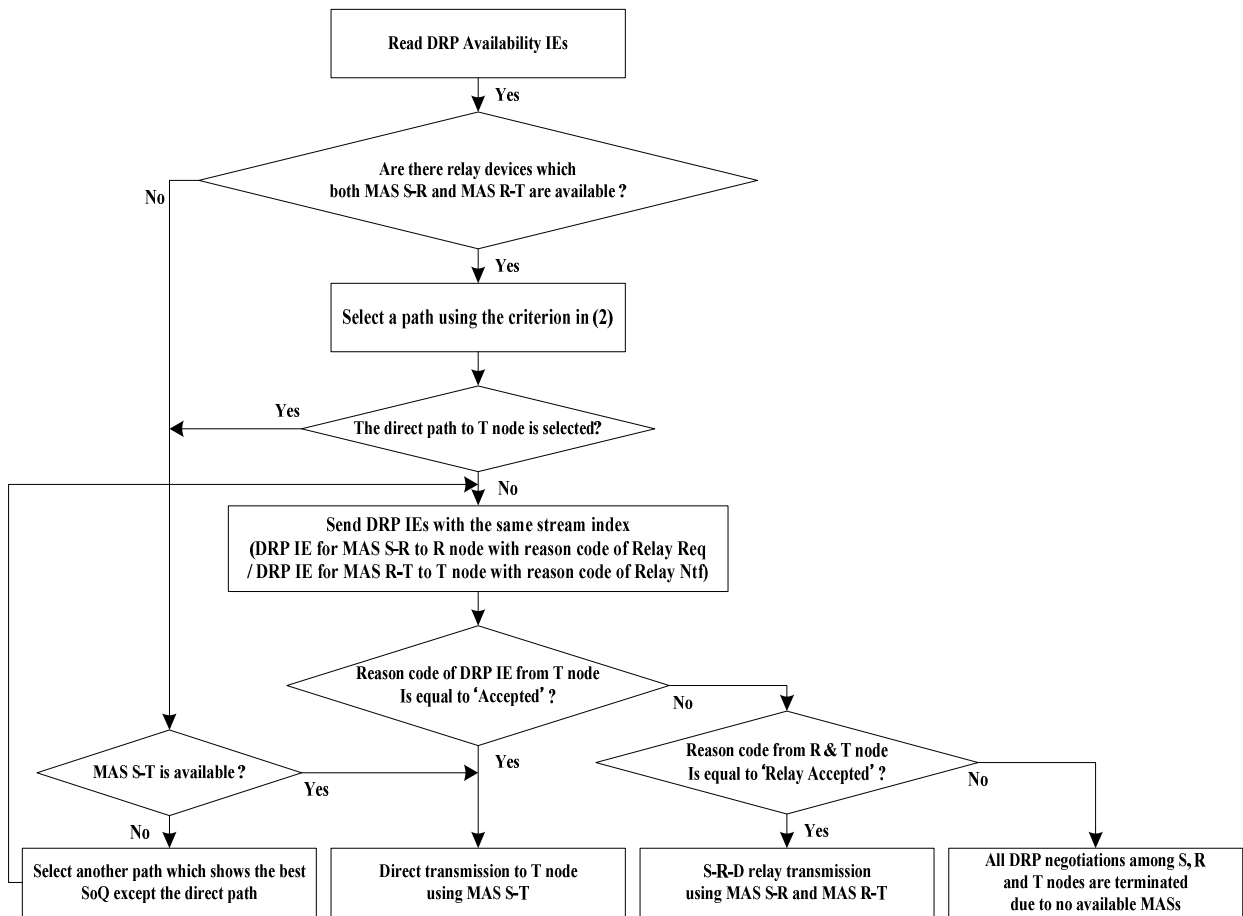 Read DRP Availability IEs
Yes
Are there relay devices which
both MAS S-R and MAS R-T are available ?
No
Yes
Select a path using the criterion in (2)
Yes
The direct path to T node is selected?
No
Send DRP IEs with the same stream index
(DRP IE for MAS S-R to R node with reason code of Relay Req
/ DRP IE for MAS R-T to T node with reason code of Relay Ntf)
Reason code of DRP IE from T node
Is equal to ‘Accepted’ ?
No
Yes
Reason code from R & T node
Is equal to ‘Relay Accepted’ ?
No
Yes
MAS S-T is available ?
Yes
No
Select another path which shows the best
SoQ except the direct path
Direct transmission to T node
using MAS S-T
S-R-D relay transmission
using MAS S-R and MAS R-T
All DRP negotiations among S, R
and T nodes are terminated
due to no available MASs